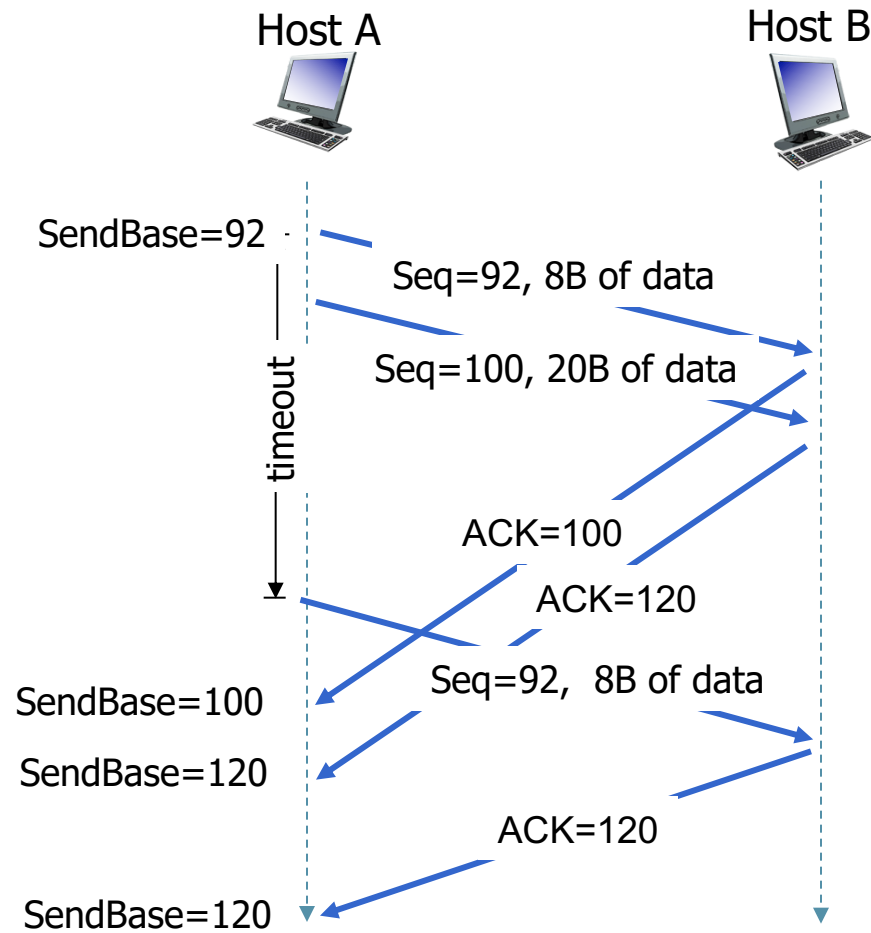 Host A
Host B
SendBase=92
Seq=92, 8B of data
Seq=100, 20B of data
timeout
ACK=100
ACK=120
Seq=92, 8B of data
SendBase=100
SendBase=120
ACK=120
SendBase=120